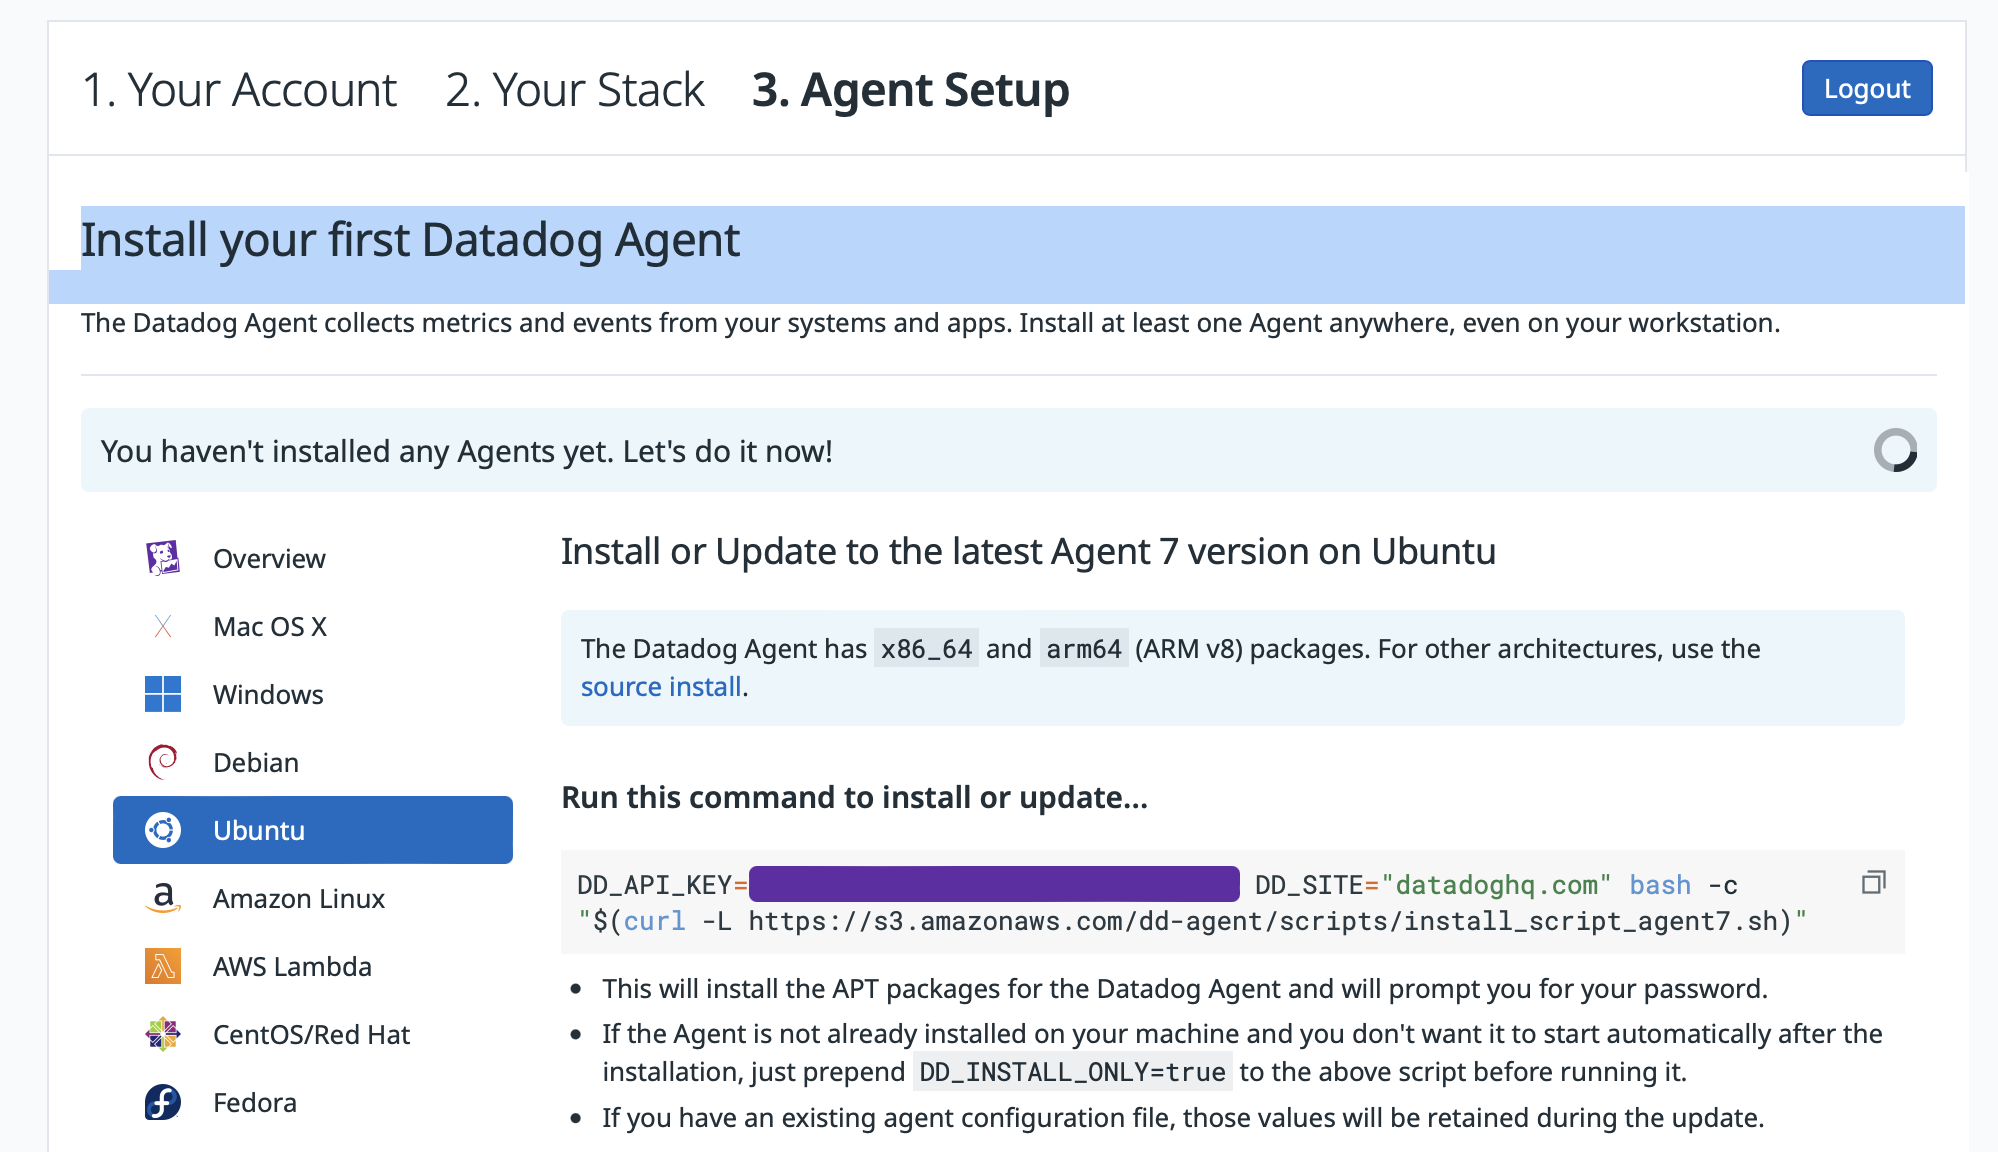 1. Your Account 2. Your Stack 3. Agent Setup Logout
Install your first Datadog Agent
The Datadog Agent collects metrics and events from your systems and apps. Install at least one Agent anywhere, even on your workstation.
You haven't installed any Agents yet. Let's do it now!
Overview
Mac OS X
Windows
Debian
Ubuntu
Amazon Linux
AWS Lambda
CentOS/Red Hat
Fedora
Install or Update to the latest Agent 7 version on Ubuntu
The Datadog Agent has x86_64 and arm64 (ARM v8) packages. For other architectures, use the
source install.
Run this command to install or update...
DD_API_KEY= DD_SITE="datadoghq.com" bash -c
"$(curl -L https://s3.amazonaws.com/dd-agent/scripts/install_script_agent7.sh)"
• This will install the APT packages for the Datadog Agent and will prompt you for your password.
• If the Agent is not already installed on your machine and you don't want it to start automatically after the
installation, just prepend DD_INSTALL_ONLY=true to the above script before running it.
• If you have an existing agent configuration file, those values will be retained during the update.